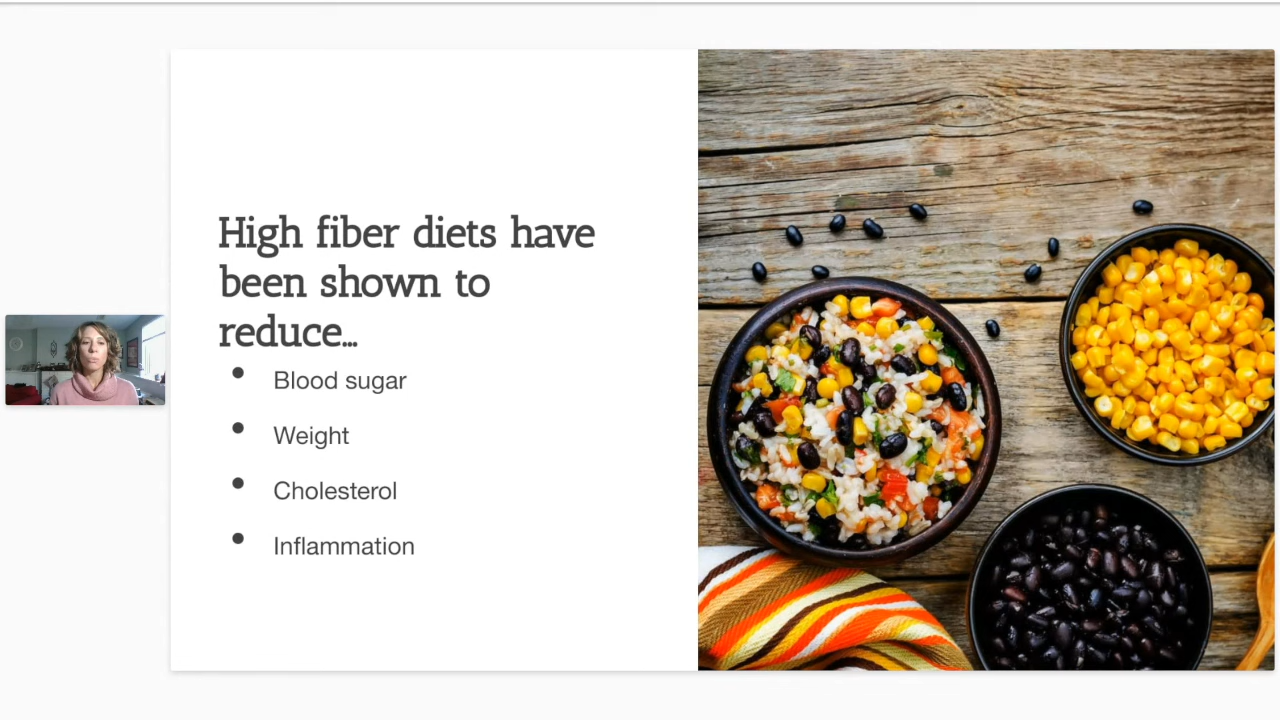 High fiber diets have
been shown to
reduce...
Blood sugar
Weight
Cholesterol
Inflammation